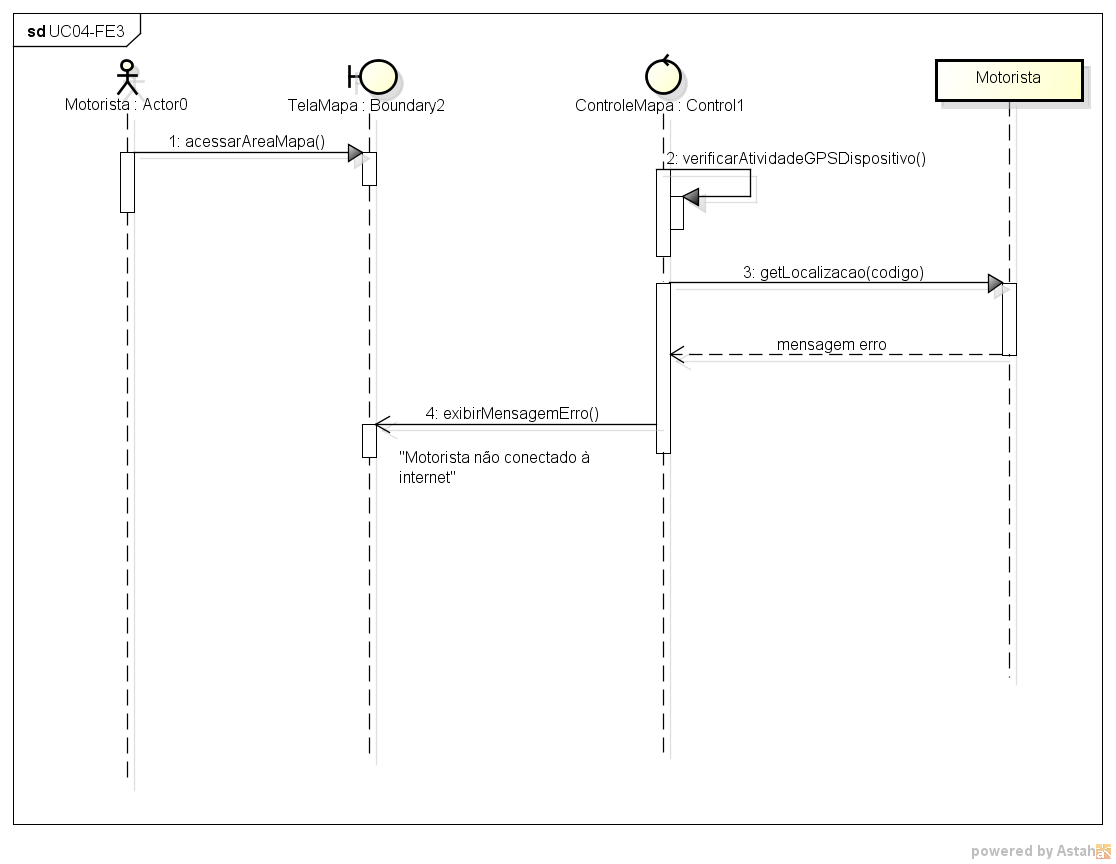 sd UC04-FE3
Motorista : Actor0
TelaMapa : Boundary2
ControleMapa : Control1
Motorista
1: acessarAreaMapa()
2: verificarAtividadeGPSDispositivo()
3: getLocalizacao(codigo)
mensagem erro
4: exibirMensagemErro()
"Motorista não conectado à
internet"
powered by Astah